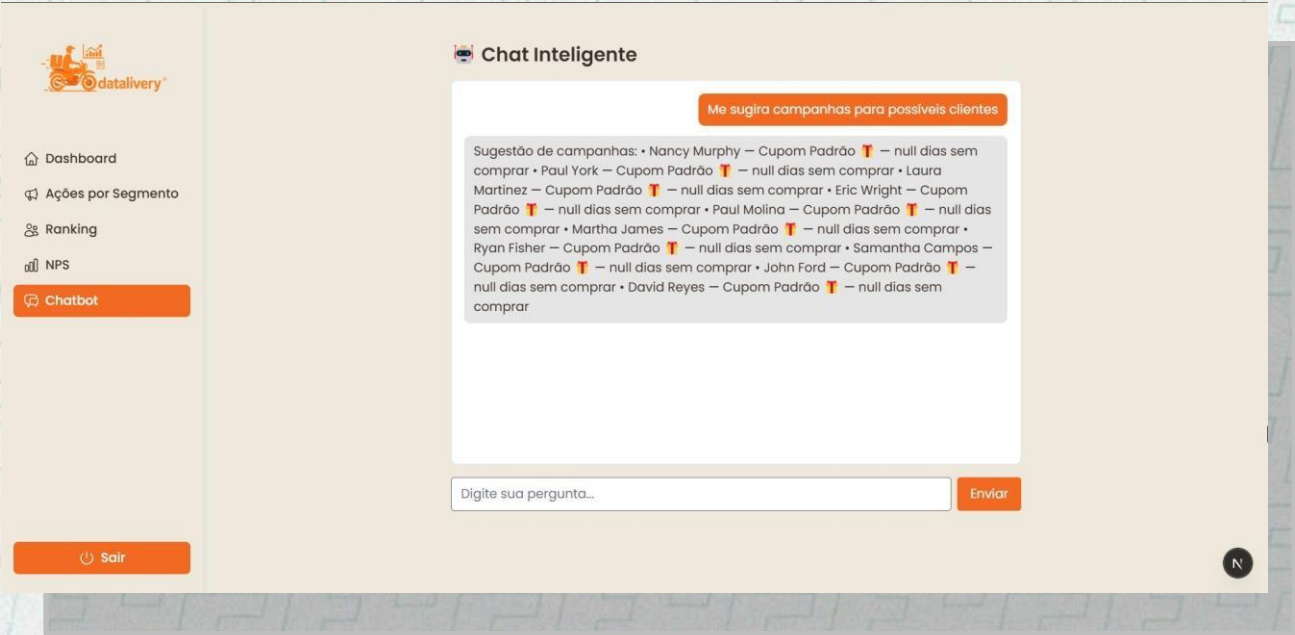 datalivery
Dashboard
Ações por Segmento
Ranking
NPS
Chatbot
Sair
Chat Inteligente
Me sugira campanhas para possíveis clientes
Sugestão de campanhas: • Nancy Murphy — Cupom Padrão 🎁 — null dias sem
comprar • Paul York — Cupom Padrão 🎁 — null dias sem comprar • Laura
Martinez — Cupom Padrão 🎁 — null dias sem comprar • Eric Wright — Cupom
Padrão 🎁 — null dias sem comprar • Paul Molina — Cupom Padrão 🎁 — null dias
sem comprar • Martha James — Cupom Padrão 🎁 — null dias sem comprar •
Ryan Fisher — Cupom Padrão 🎁 — null dias sem comprar • Samantha Campos —
Cupom Padrão 🎁 — null dias sem comprar • John Ford — Cupom Padrão 🎁 —
null dias sem comprar • David Reyes — Cupom Padrão 🎁 — null dias sem
comprar
Digite sua pergunta...
Enviar
N